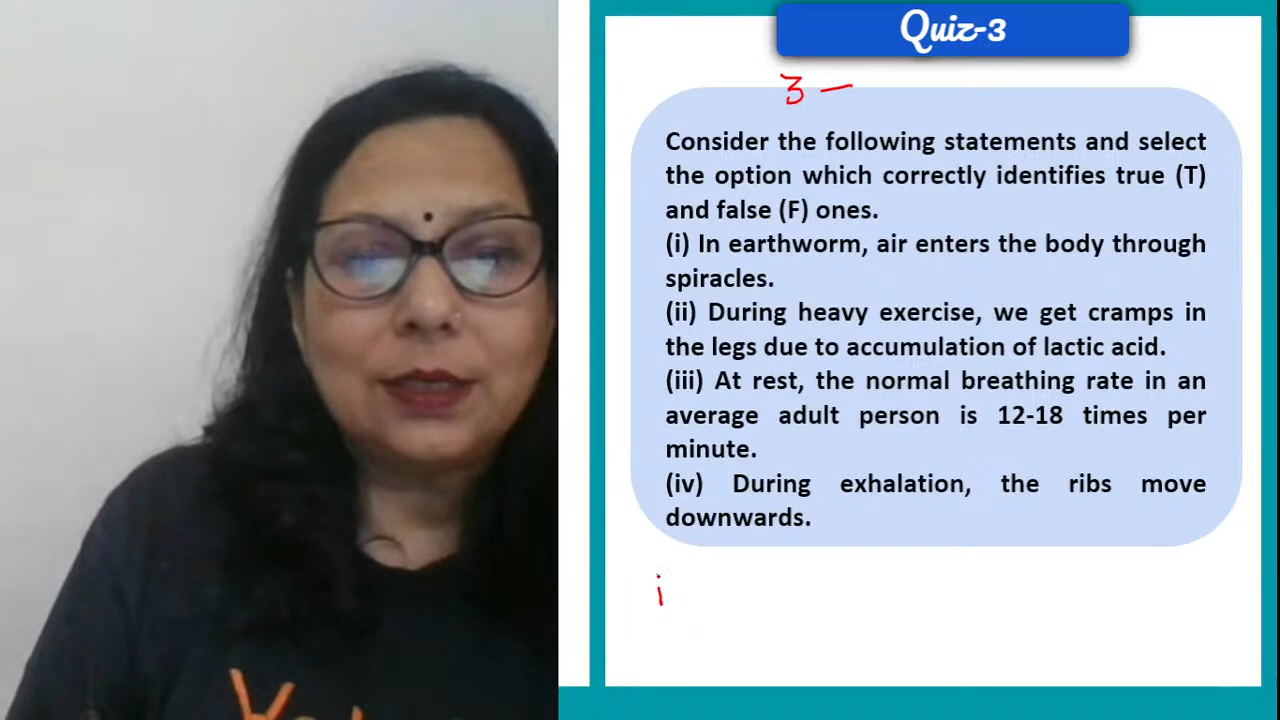 Quiz-3
3 —
Consider the following statements and select
the option which correctly identifies true (T)
and false (F) ones.
(i) In earthworm, air enters the body through
spiracles.
(ii) During heavy exercise, we get cramps in
the legs due to accumulation of lactic acid.
(iii) At rest, the normal breathing rate in an
average adult person is 12-18 times per
minute.
(iv) During exhalation, the ribs move
downwards.
i